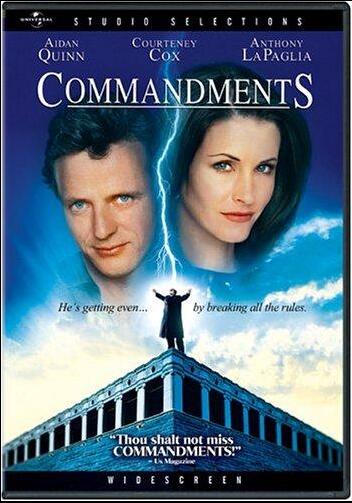 UNIVERSAL
STUDIO SELECTIONS
AIDAN QUINN
COURTENEY COX
ANTHONY LAPAGLIA
COMMANDMENTS
He's getting even... by breaking all the rules.
"Thou shalt not miss
COMMANDMENTS!"
– Us Magazine
WIDESCREEN